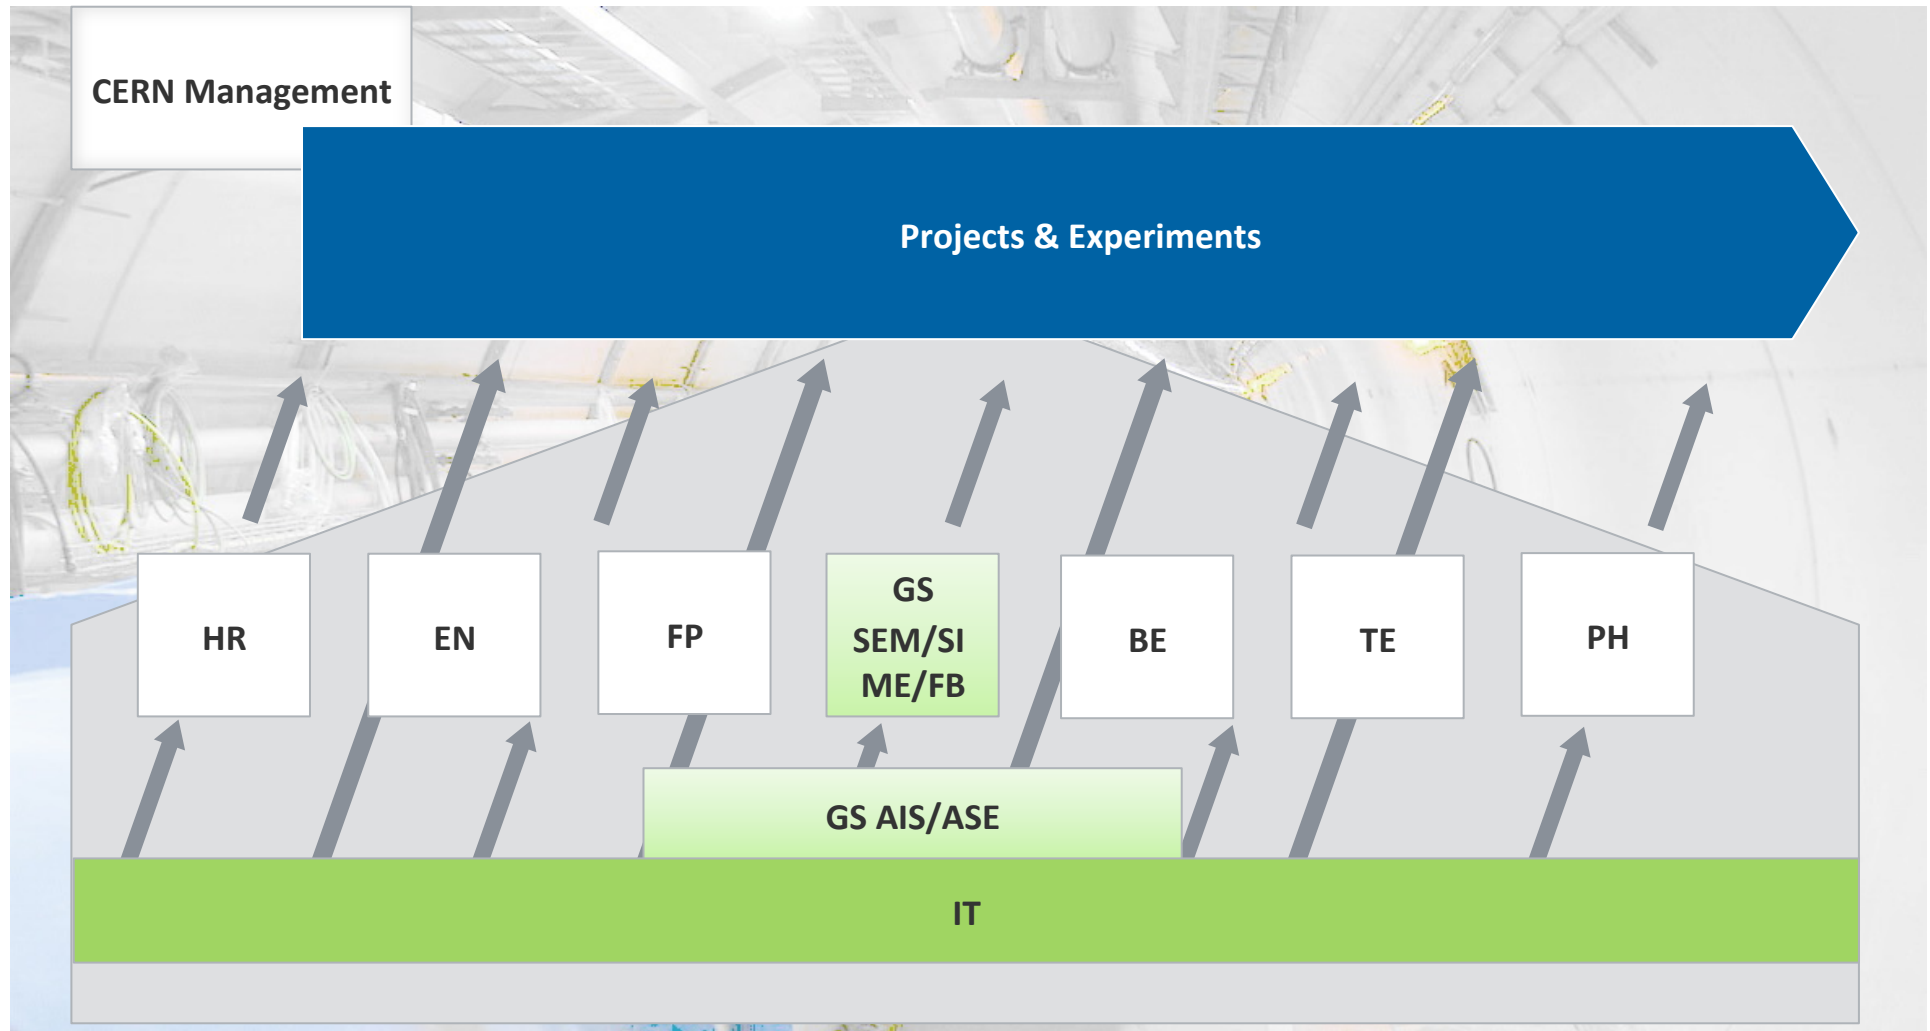 CERN Management
Projects & Experiments
HR
EN
FP
GS
SEM/SI
ME/FB
BE
TE
PH
GS AIS/ASE
IT